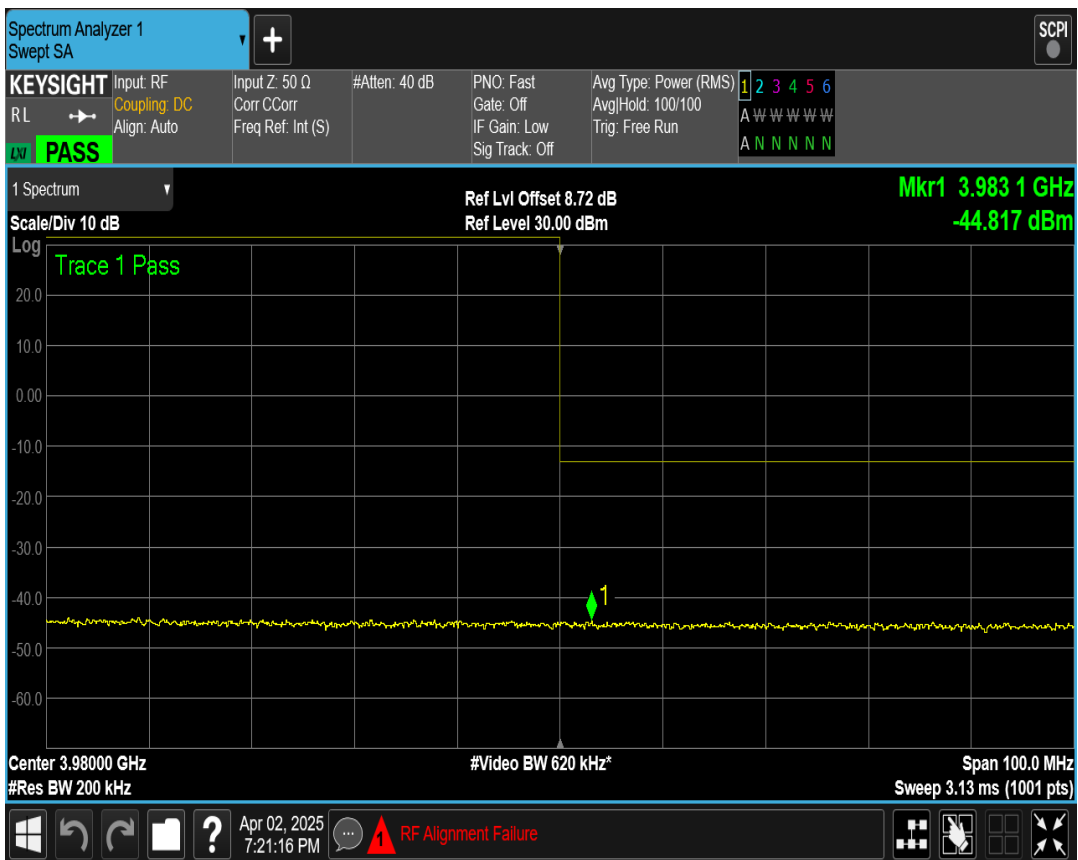 Spectrum Analyzer 1
Swept SA
SCPI
KEYSIGHT
RL
LXI PASS
Input: RF
Coupling: DC
Align: Auto
Input Z: 50 Ω
Corr CCorr
Freq Ref: Int (S)
#Atten: 40 dB
PNO: Fast
Gate: Off
IF Gain: Low
Sig Track: Off
Avg Type: Power (RMS)
Avg|Hold: 100/100
Trig: Free Run
1 2 3 4 5 6
A W W W W W
A N N N N N
1 Spectrum
Scale/Div 10 dB
Ref Lvl Offset 8.72 dB
Ref Level 30.00 dBm
Mkr1 3.983 1 GHz
-44.817 dBm
Log
Trace 1 Pass
20.0
10.0
0.00
-10.0
-20.0
-30.0
-40.0
1
-50.0
-60.0
Center 3.98000 GHz
#Video BW 620 kHz*
Span 100.0 MHz
#Res BW 200 kHz
Sweep 3.13 ms (1001 pts)
?
Apr 02, 2025
7:21:16 PM
1
RF Alignment Failure